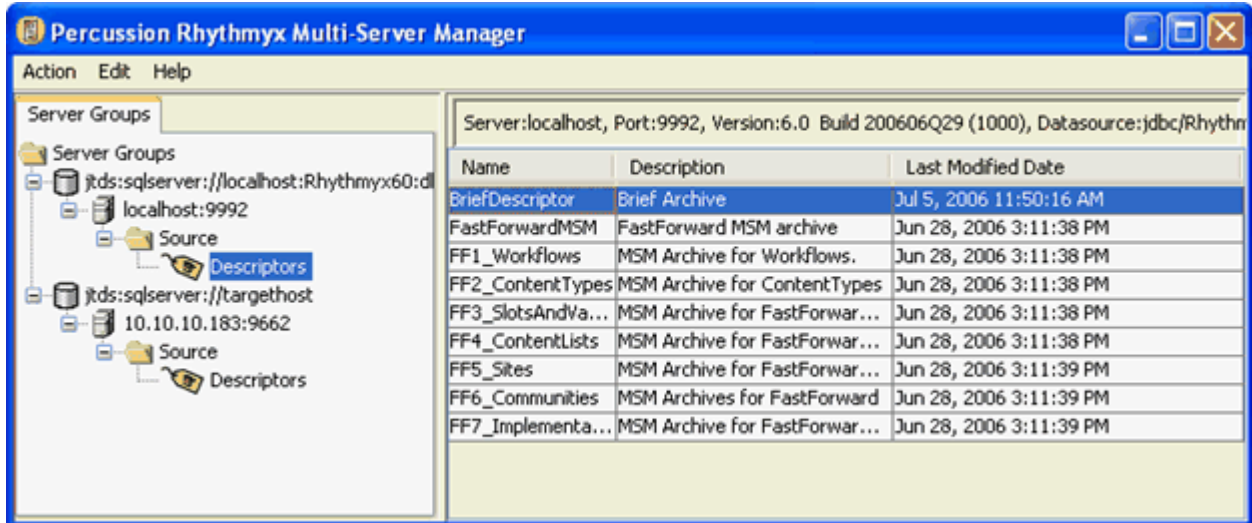 Percussion Rhythmyx Multi-Server Manager
Action Edit Help
Server Groups
Server Groups
jtds:sqlserver://localhost:Rhythmyx60:dl
localhost:9992
Source
Descriptors
jtds:sqlserver://targethost
10.10.10.183:9662
Source
Descriptors
Server:localhost, Port:9992, Version:6.0 Build 200606Q29 (1000), Datasource:jdbc/Rhythm
Name Description Last Modified Date
BriefDescriptor Brief Archive Jul 5, 2006 11:50:16 AM
FastForwardMSM FastForward MSM archive Jun 28, 2006 3:11:38 PM
FF1_Workflows MSM Archive for Workflows. Jun 28, 2006 3:11:38 PM
FF2_ContentTypes MSM Archive for ContentTypes Jun 28, 2006 3:11:38 PM
FF3_SlotsAndVa... MSM Archive for FastForwar... Jun 28, 2006 3:11:38 PM
FF4_ContentLists MSM Archive for FastForwar... Jun 28, 2006 3:11:38 PM
FF5_Sites MSM Archive for FastForwar... Jun 28, 2006 3:11:39 PM
FF6_Communities MSM Archives for FastForward Jun 28, 2006 3:11:39 PM
FF7_Implementa... MSM Archive for FastForwar... Jun 28, 2006 3:11:39 PM